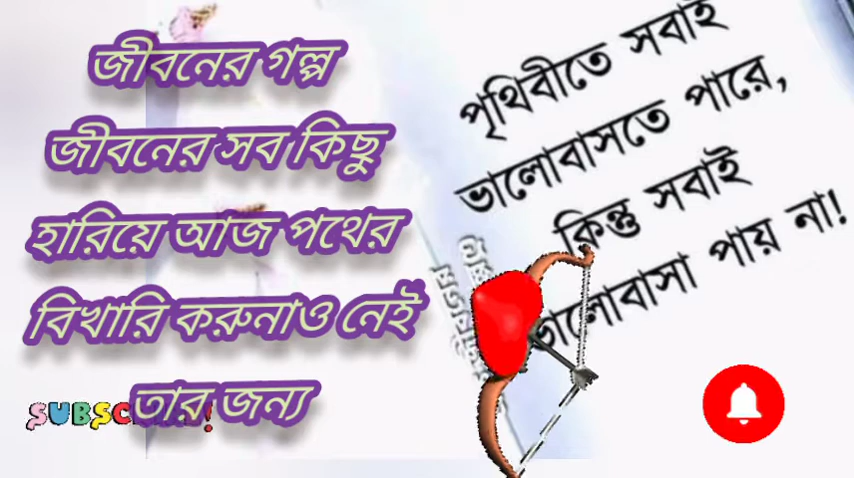 জীবনের গল্প
জীবনের সব কিছু
হারিয়ে আজ পথের
বিখারি করুনাও নেই
তার জন্য
পৃথিবীতে সবাই
ভালোবাসতে পারে,
কিন্তু সবাই
ভালোবাসা পায় না!